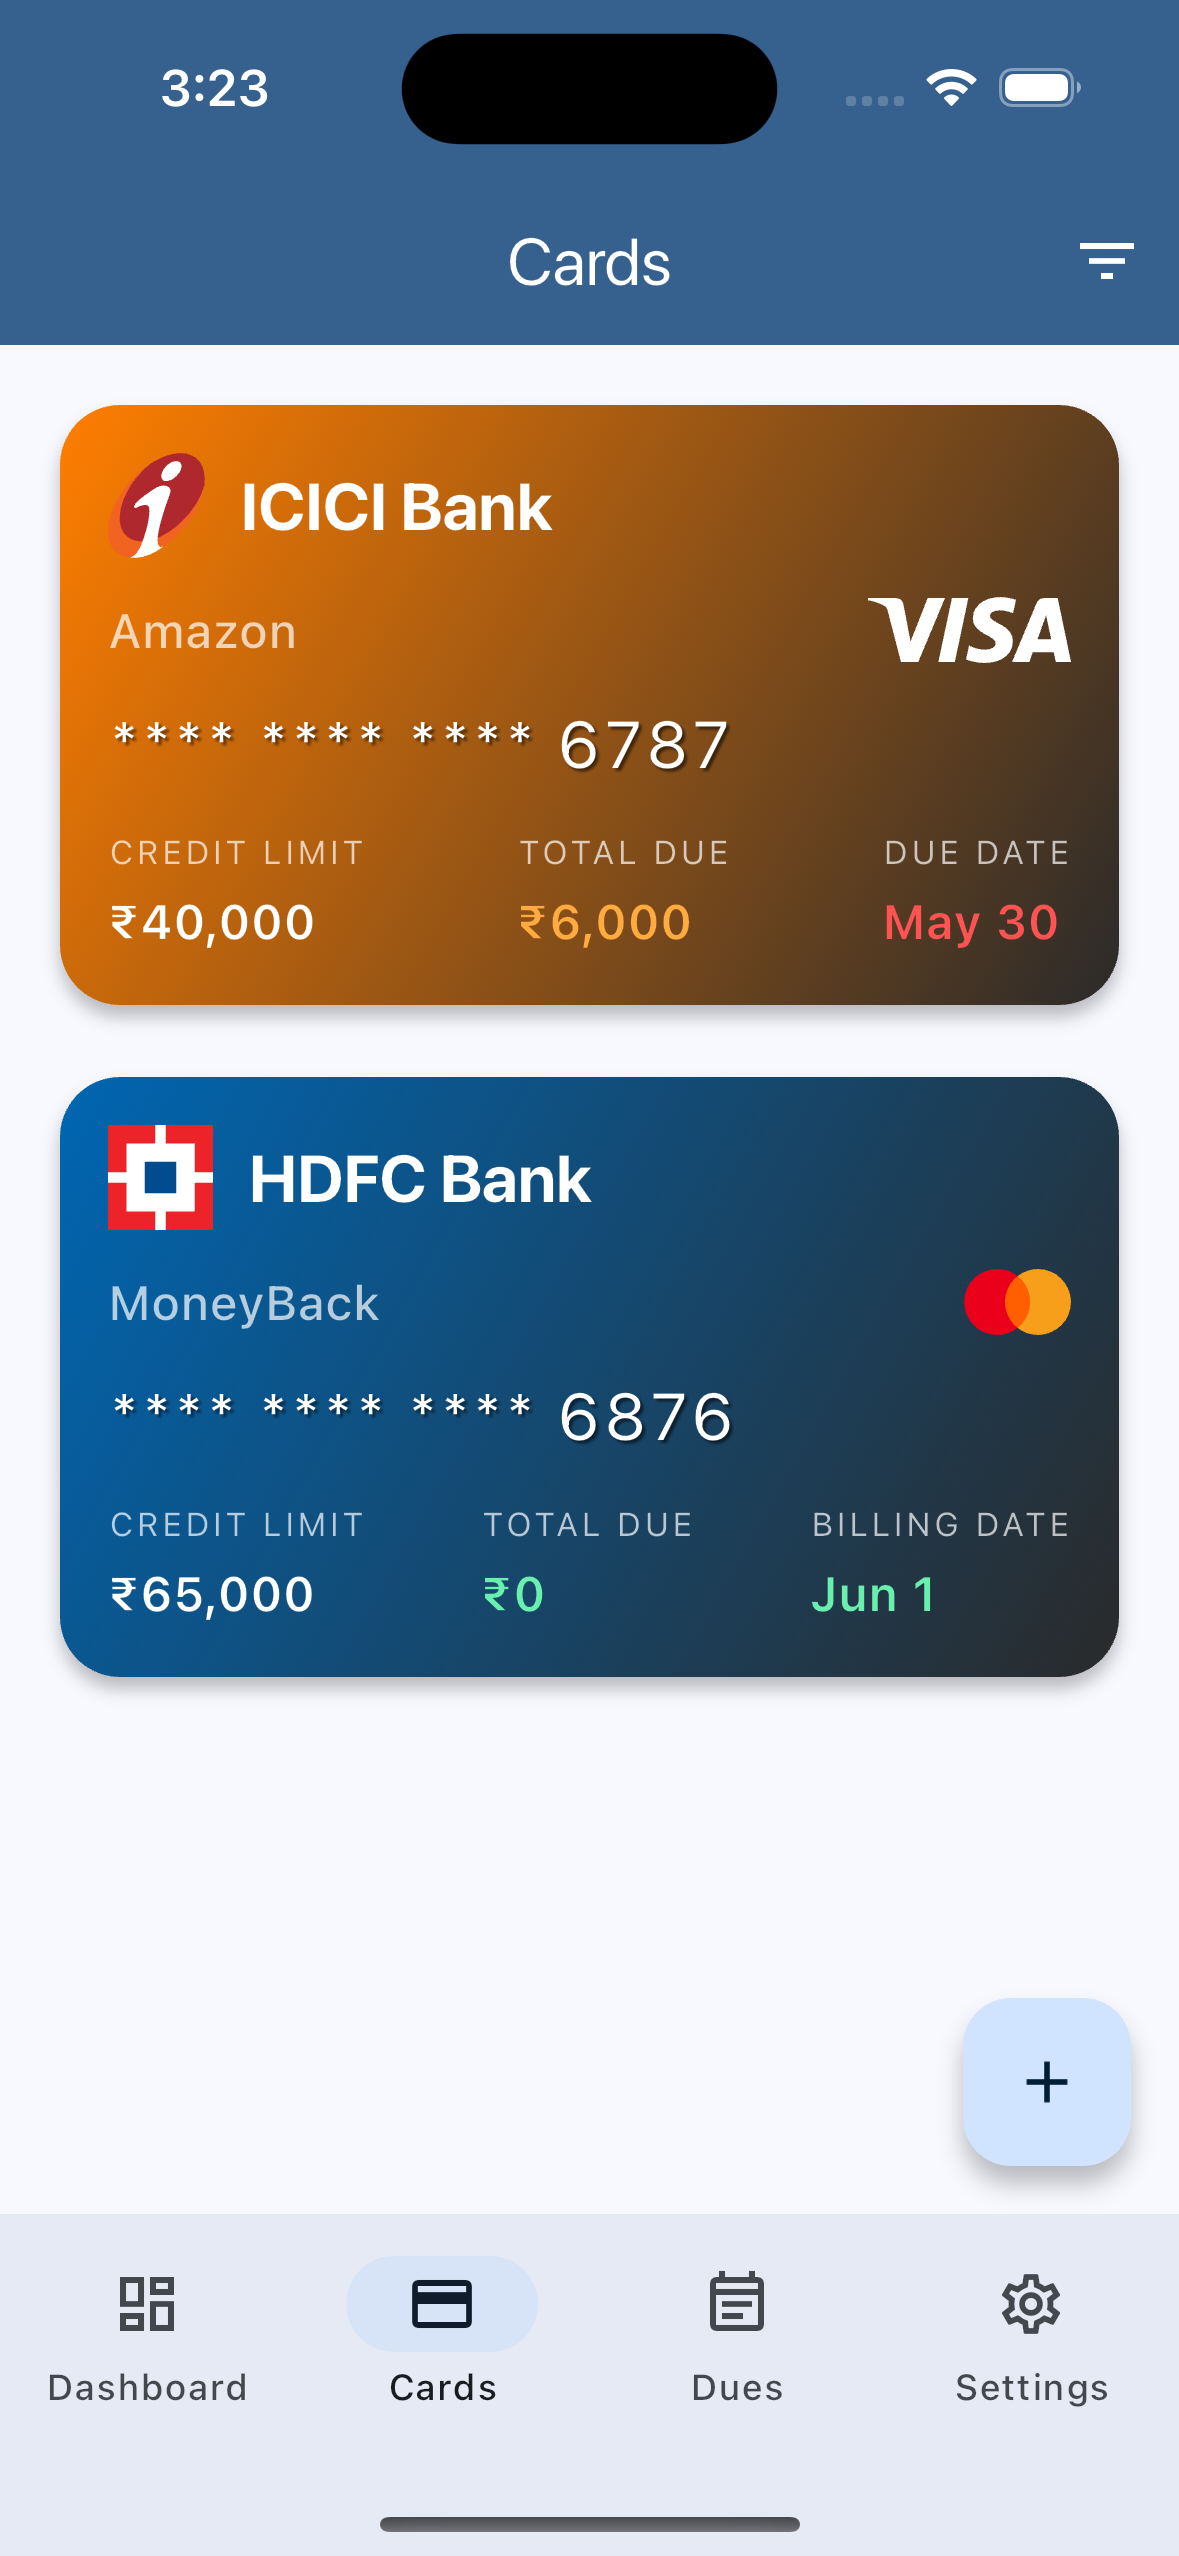 3:23
Cards
ICICI Bank
Amazon
VISA
**** **** **** 6787
CREDIT LIMIT TOTAL DUE DUE DATE
₹40,000 ₹6,000 May 30
HDFC Bank
MoneyBack
**** **** **** 6876
CREDIT LIMIT TOTAL DUE BILLING DATE
₹65,000 ₹0 Jun 1
Dashboard Cards Dues Settings